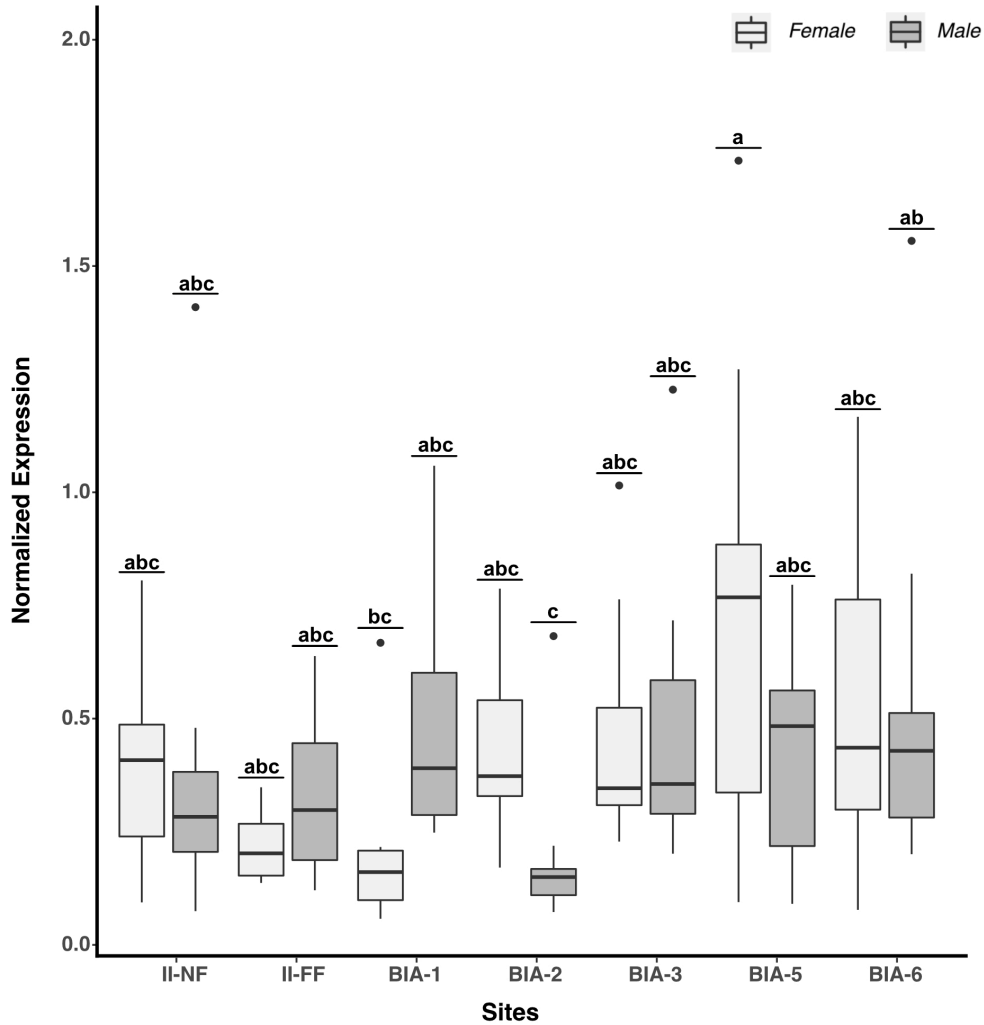 2.0
Female Male
a
ab
1.5
abc
abc
abc
abc
1.0
abc
abc
abc
abc
abc
c
bc
abc
0.5
abc
0.0
II-NF II-FF BIA-1 BIA-2 BIA-3 BIA-5 BIA-6
Sites
Normalized Expression